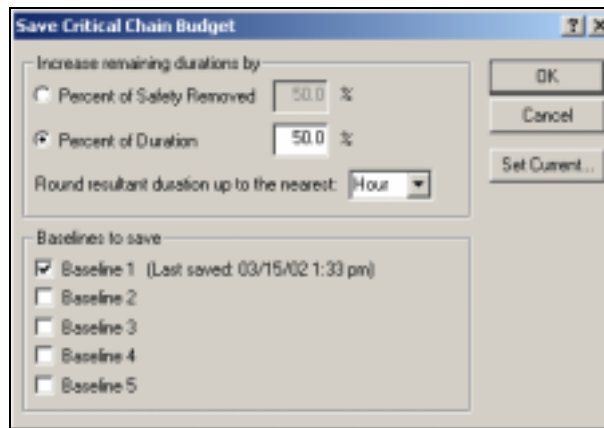 Save Critical Chain Budget
Increase remaining durations by
Percent of Safety Removed 50.0 %
Percent of Duration 50.0 %
Round resultant duration up to the nearest: Hour
OK
Cancel
Set Current...
Baselines to save
Baseline 1 (Last saved: 03/15/02 1:33 pm)
Baseline 2
Baseline 3
Baseline 4
Baseline 5